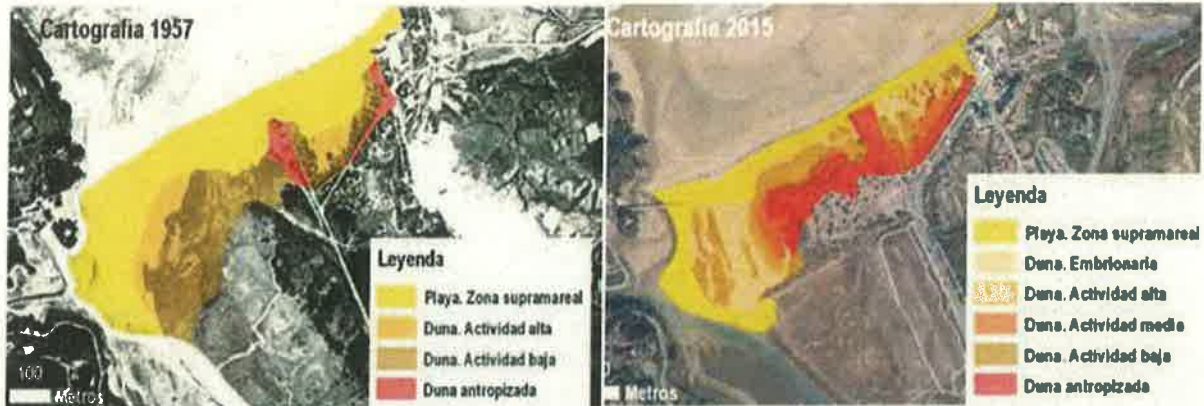 Cartografia 1957
Leyenda
Playa. Zona supramareal
Duna. Actividad alta
Duna. Actividad baja
Duna antropizada
100
Metros
Cartografia 2015
Leyenda
Playa. Zona supramareal
Duna. Embrionaria
Duna. Actividad alta
Duna. Actividad media
Duna. Actividad baja
Duna antropizada
Metros